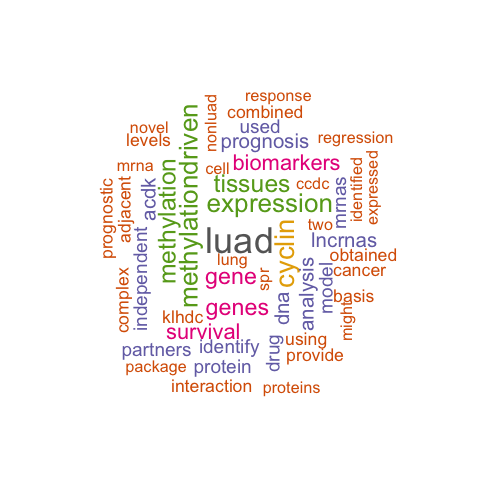 response
combined
novel
levels
nonluad
used
prognosis
regression
mrna
cell
biomarkers
tissues
ccdc
identified
expressed
prognostic
adjacent
acdk
methylation
methylationdriven
expression
mrnas
two
luad
cyclin
lncrnas
independent
lung
gene
spr
obtained
cancer
complex
klhdc
genes
dna
analysis
model
basis
might
survival
partners
identify
drug
using
provide
package
protein
interaction
proteins